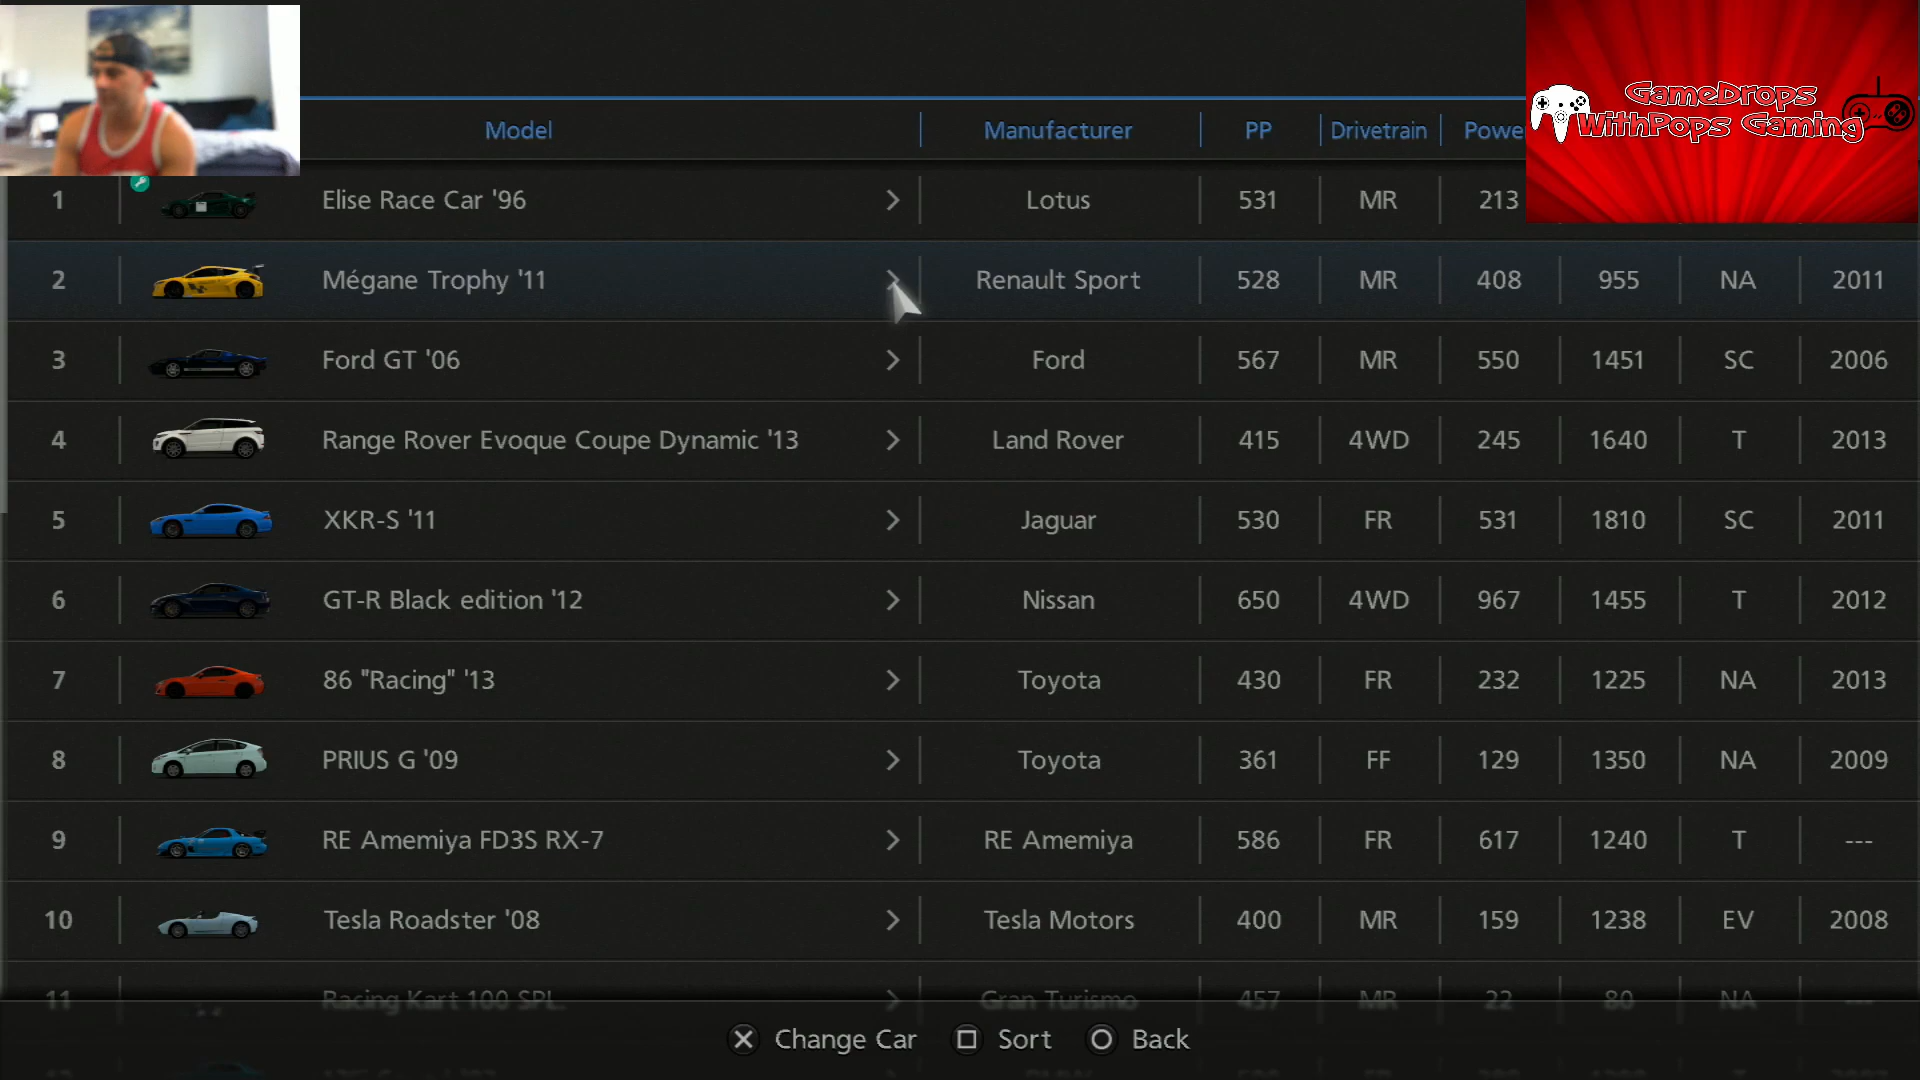 GameDrops
WithPops Gaming
Model Manufacturer PP Drivetrain Powe
1 Elise Race Car '96 Lotus 531 MR 213
2 Mégane Trophy '11 Renault Sport 528 MR 408 955 NA 2011
3 Ford GT '06 Ford 567 MR 550 1451 SC 2006
4 Range Rover Evoque Coupe Dynamic '13 Land Rover 415 4WD 245 1640 T 2013
5 XKR-S '11 Jaguar 530 FR 531 1810 SC 2011
6 GT-R Black edition '12 Nissan 650 4WD 967 1455 T 2012
7 86 "Racing" '13 Toyota 430 FR 232 1225 NA 2013
8 PRIUS G '09 Toyota 361 FF 129 1350 NA 2009
9 RE Amemiya FD3S RX-7 RE Amemiya 586 FR 617 1240 T ---
10 Tesla Roadster '08 Tesla Motors 400 MR 159 1238 EV 2008
11 Racing Kart 100 SPL. Gran Turismo 457 MR 22 80 NA ---
Change Car Sort Back